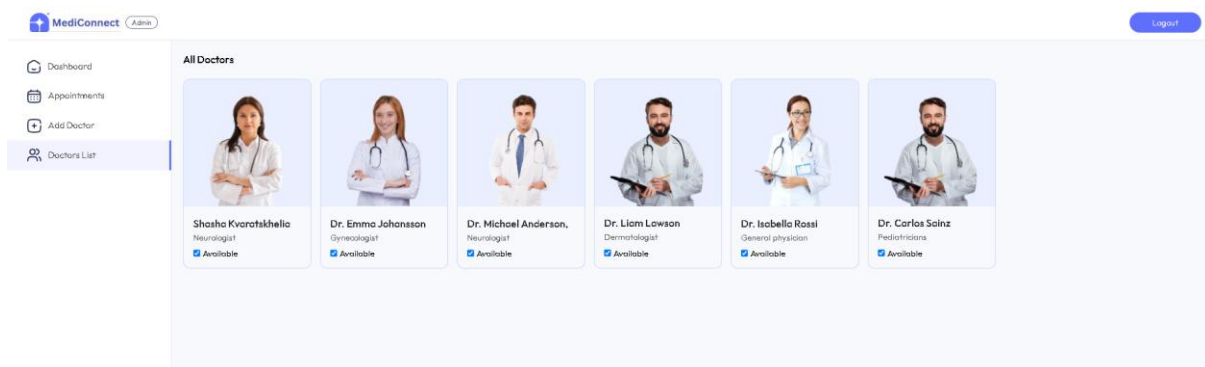 MediConnect Admin
Logout
Dashboard
Appointments
Add Doctor
Doctors List
All Doctors
Shasha Kvaratskhelia
Neurologist
Available
Dr. Emma Johansson
Gynecologist
Available
Dr. Michael Anderson,
Neurologist
Available
Dr. Liam Lawson
Dermatologist
Available
Dr. Isabella Rossi
General physician
Available
Dr. Carlos Sainz
Pediatricians
Available